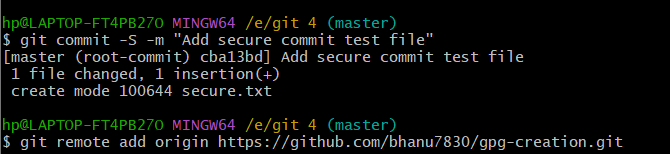 hp@LAPTOP-FT4PB27O MINGW64 /e/git 4 (master)
$ git commit -S -m "Add secure commit test file"
[master (root-commit) cba13bd] Add secure commit test file
 1 file changed, 1 insertion(+)
 create mode 100644 secure.txt
hp@LAPTOP-FT4PB27O MINGW64 /e/git 4 (master)
$ git remote add origin https://github.com/bhanu7830/gpg-creation.git